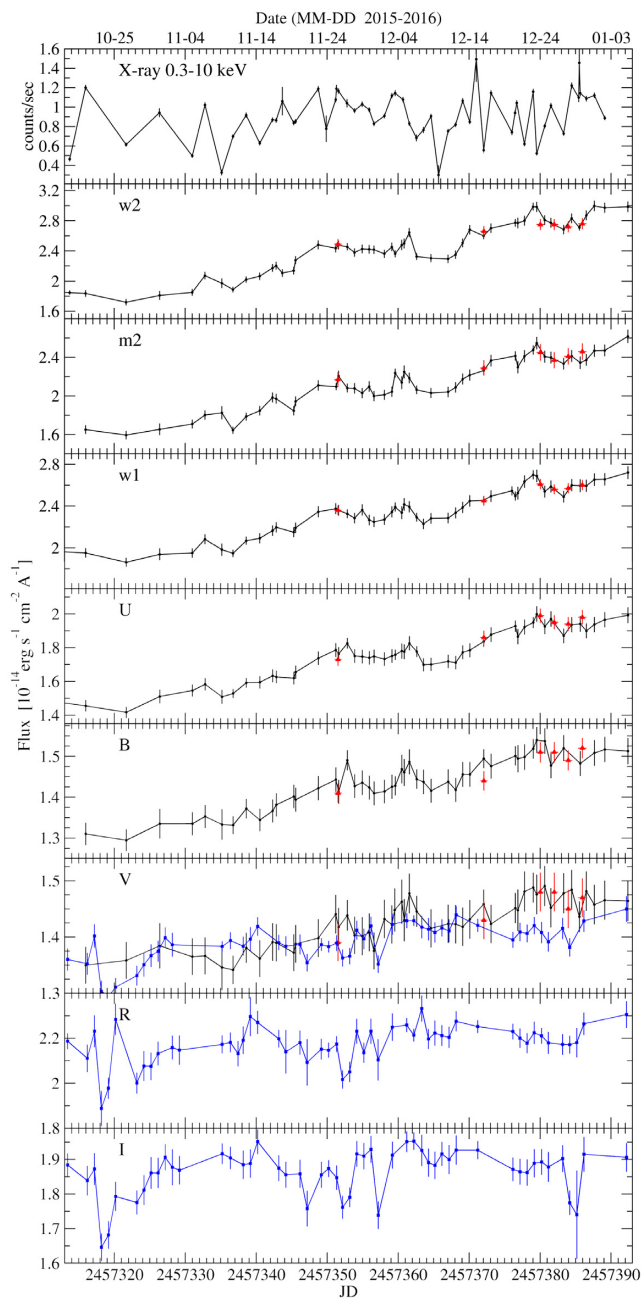 Date (MM-DD 2015-2016)
10-25 11-04 11-14 11-24 12-04 12-14 12-24 01-03
X-ray 0.3-10 keV
counts/sec
1.6
1.4
1.2
1
0.8
0.6
0.4
w2
3.2
2.8
2.4
2
1.6
m2
2.4
2
1.6
w1
2.8
2.4
2
Flux [10⁻¹⁴ erg s⁻¹ cm⁻² A⁻¹]
U
2
1.8
1.6
1.4
B
1.5
1.4
1.3
V
1.5
1.4
1.3
R
2.2
2
1.8
I
1.9
1.8
1.7
1.6
2457320 2457330 2457340 2457350 2457360 2457370 2457380 2457390
JD